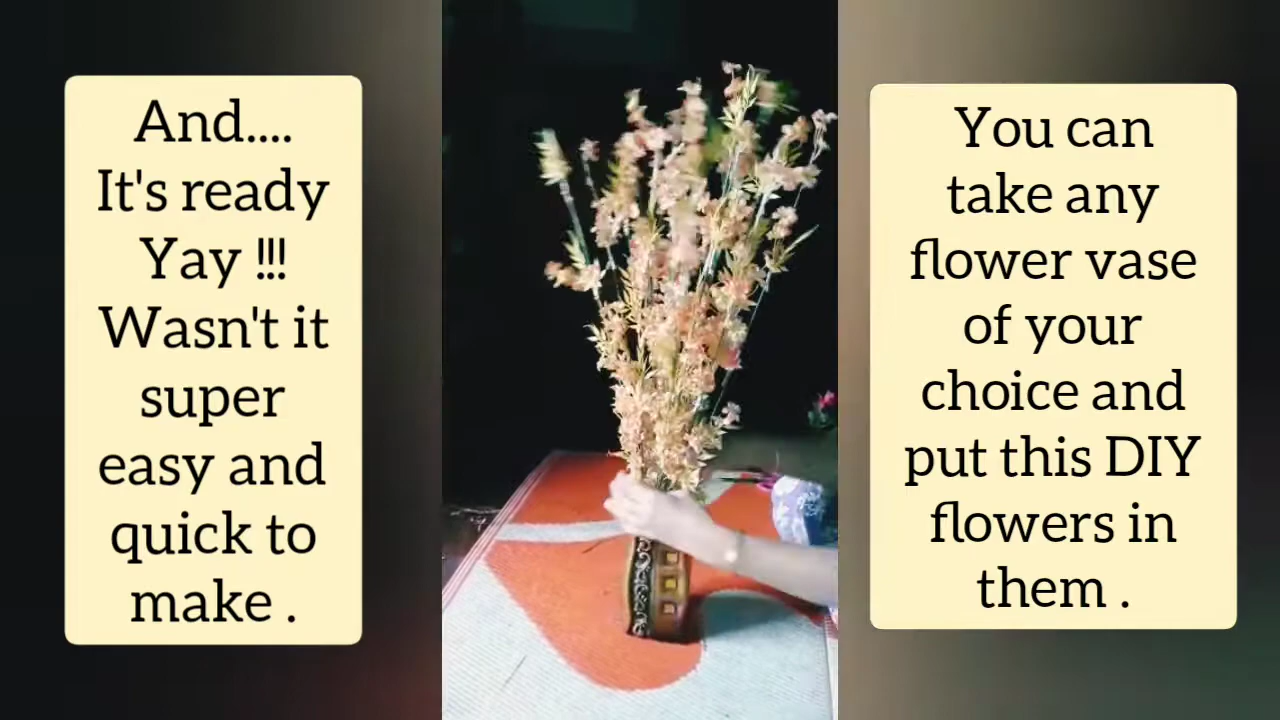 And....
It's ready
Yay !!!
Wasn't it
super
easy and
quick to
make .
You can
take any
flower vase
of your
choice and
put this DIY
flowers in
them .